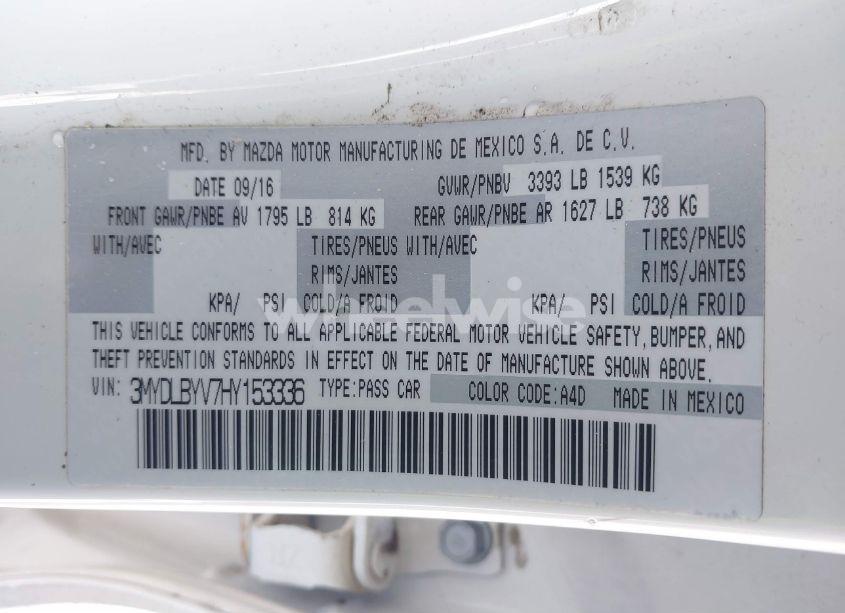 MFD. BY MAZDA MOTOR MANUFACTURING DE MEXICO S.A. DE C.V.
DATE 09/16 GVWR/PNBV 3393 LB 1539 KG
FRONT GAWR/PNBE AV 1795 LB 814 KG REAR GAWR/PNBE AR 1627 LB 738 KG
WITH/AVEC TIRES/PNEUS WITH/AVEC TIRES/PNEUS
RIMS/JANTES RIMS/JANTES
KPA/ PSI COLD/A FROID KPA/ PSI COLD/A FROID
wheelwise
THIS VEHICLE CONFORMS TO ALL APPLICABLE FEDERAL MOTOR VEHICLE SAFETY, BUMPER, AND
THEFT PREVENTION STANDARDS IN EFFECT ON THE DATE OF MANUFACTURE SHOWN ABOVE.
VIN: 3MYDLBYV7HY153336 TYPE:PASS CAR COLOR CODE:A4D MADE IN MEXICO